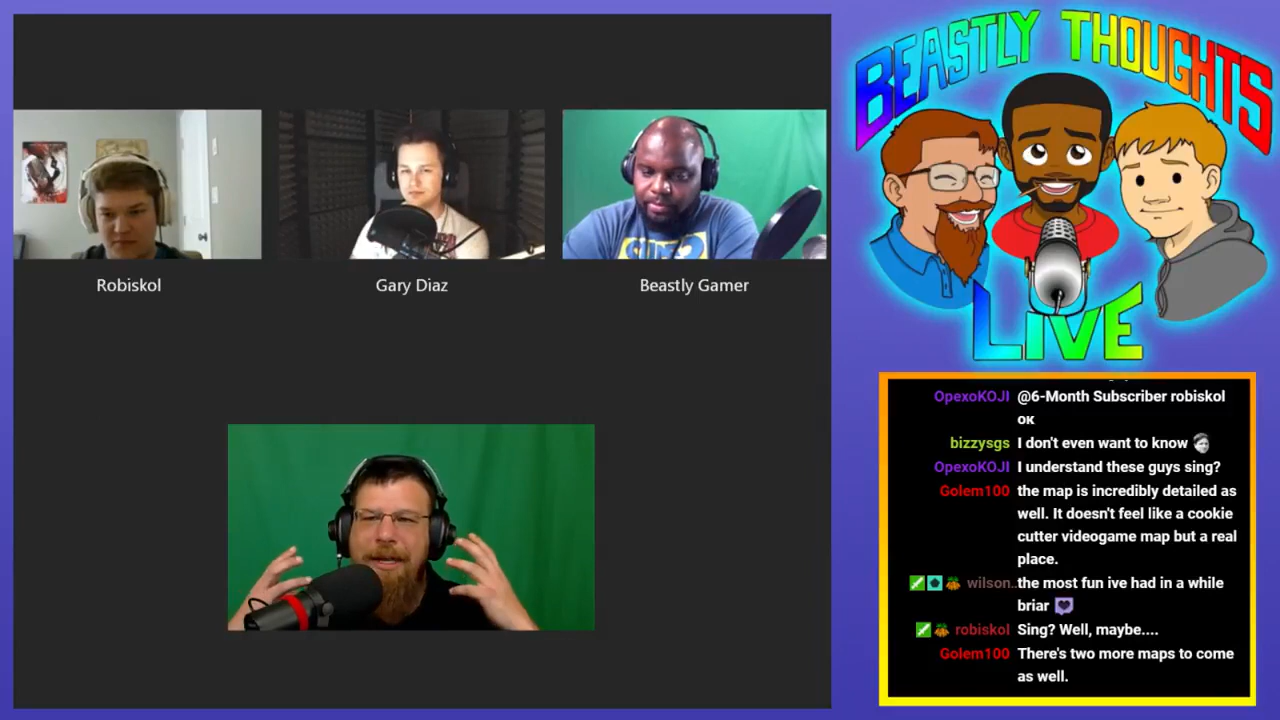 BEASTLY THOUGHTS
LIVE
Robiskol
Gary Diaz
Beastly Gamer
OpexoKOJI @6-Month Subscriber robiskol
ок
bizzysgs I don't even want to know
OpexoKOJI I understand these guys sing?
Golem100 the map is incredibly detailed as
well. It doesn't feel like a cookie
cutter videogame map but a real
place.
wilson the most fun ive had in a while
briar
robiskol Sing? Well, maybe....
Golem100 There's two more maps to come
as well.